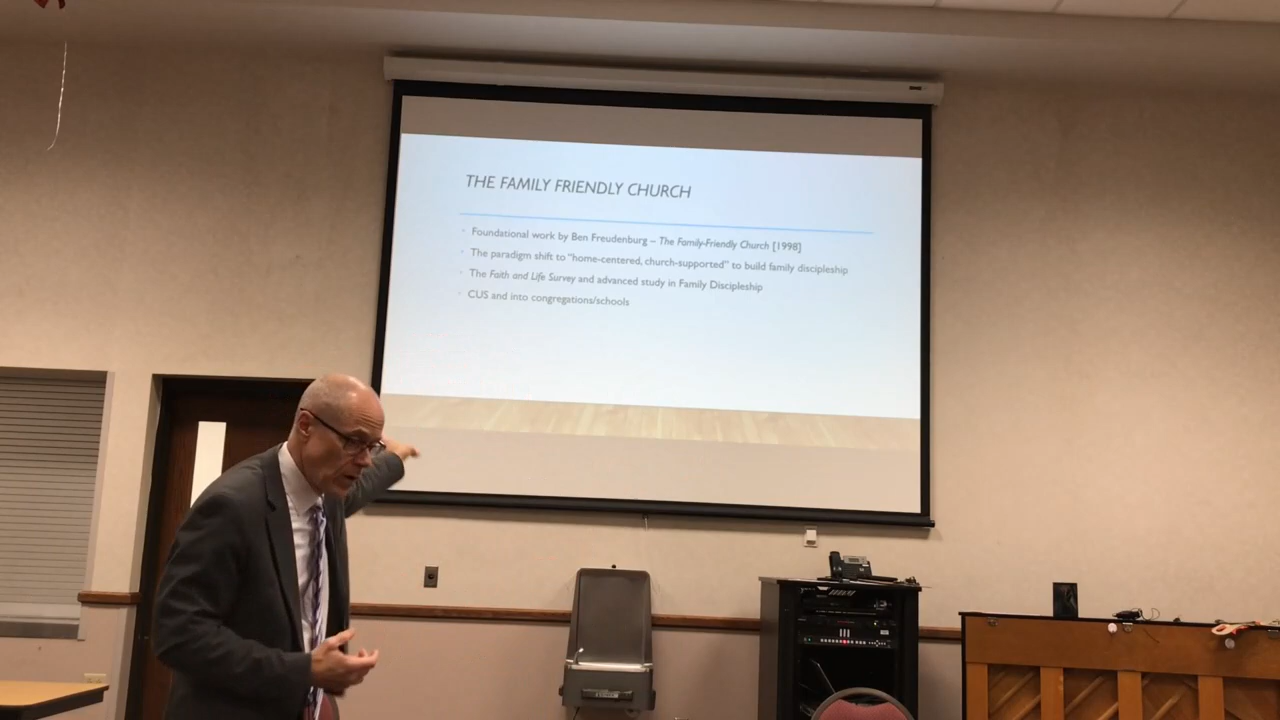 THE FAMILY FRIENDLY CHURCH
Foundational work by Ben Freudenburg – The Family-Friendly Church [1998]
The paradigm shift to “home-centered, church-supported” to build family discipleship
The Faith and Life Survey and advanced study in Family Discipleship
CUS and into congregations/schools